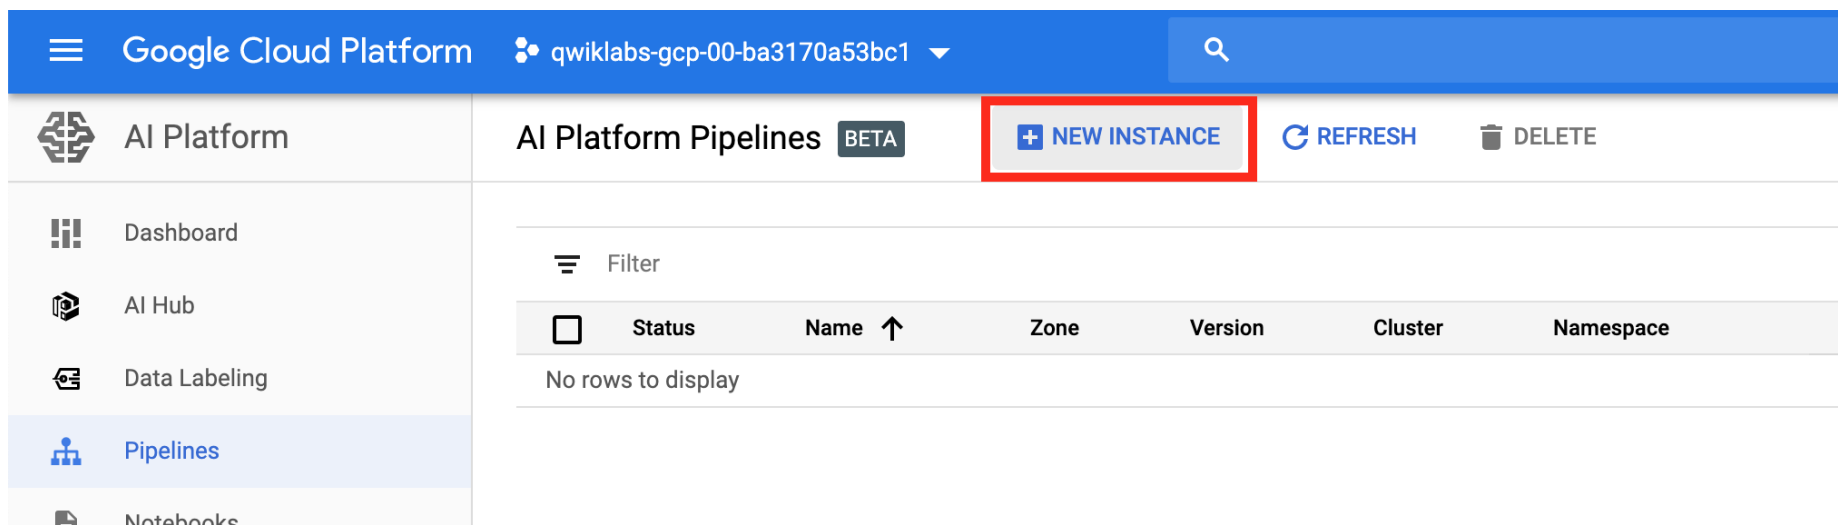 Google Cloud Platform qwiklabs-gcp-00-ba3170a53bc1
AI Platform
AI Platform Pipelines BETA NEW INSTANCE REFRESH DELETE
Dashboard
AI Hub
Data Labeling
Pipelines
Notebooks
Filter
Status Name Zone Version Cluster Namespace
No rows to display